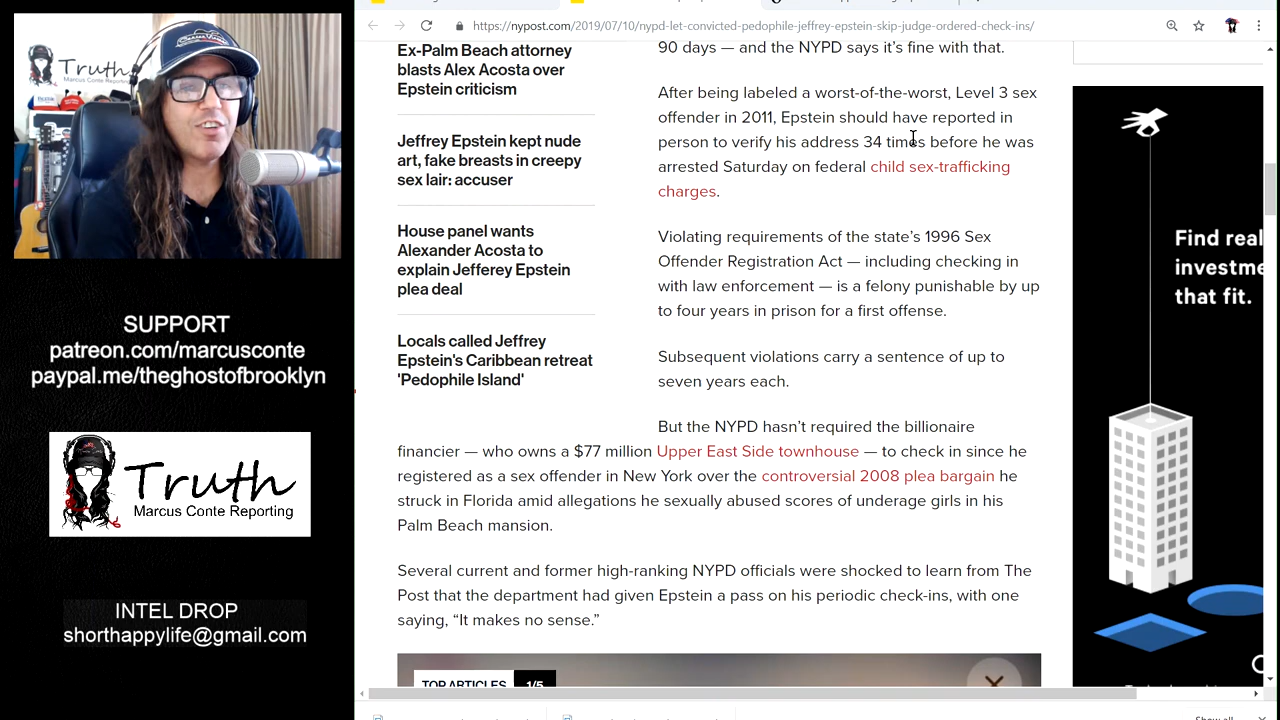 https://nypost.com/2019/07/10/nypd-let-convicted-pedophile-jeffrey-epstein-skip-judge-ordered-check-ins/
Truth
Marcus Conte Reporting
SUPPORT
patreon.com/marcusconte
paypal.me/theghostofbrooklyn
Truth
Marcus Conte Reporting
INTEL DROP
shorthappylife@gmail.com
Ex-Palm Beach attorney
blasts Alex Acosta over
Epstein criticism
Jeffrey Epstein kept nude
art, fake breasts in creepy
sex lair: accuser
House panel wants
Alexander Acosta to
explain Jefferey Epstein
plea deal
Locals called Jeffrey
Epstein's Caribbean retreat
'Pedophile Island'
90 days — and the NYPD says it’s fine with that.
After being labeled a worst-of-the-worst, Level 3 sex
offender in 2011, Epstein should have reported in
person to verify his address 34 times before he was
arrested Saturday on federal child sex-trafficking
charges.
Violating requirements of the state’s 1996 Sex
Offender Registration Act — including checking in
with law enforcement — is a felony punishable by up
to four years in prison for a first offense.
Subsequent violations carry a sentence of up to
seven years each.
But the NYPD hasn’t required the billionaire
financier — who owns a $77 million Upper East Side townhouse — to check in since he
registered as a sex offender in New York over the controversial 2008 plea bargain he
struck in Florida amid allegations he sexually abused scores of underage girls in his
Palm Beach mansion.
Several current and former high-ranking NYPD officials were shocked to learn from The
Post that the department had given Epstein a pass on his periodic check-ins, with one
saying, “It makes no sense.”
TOP ARTICLES 1/5
Find real
investme
that fit.
Show all